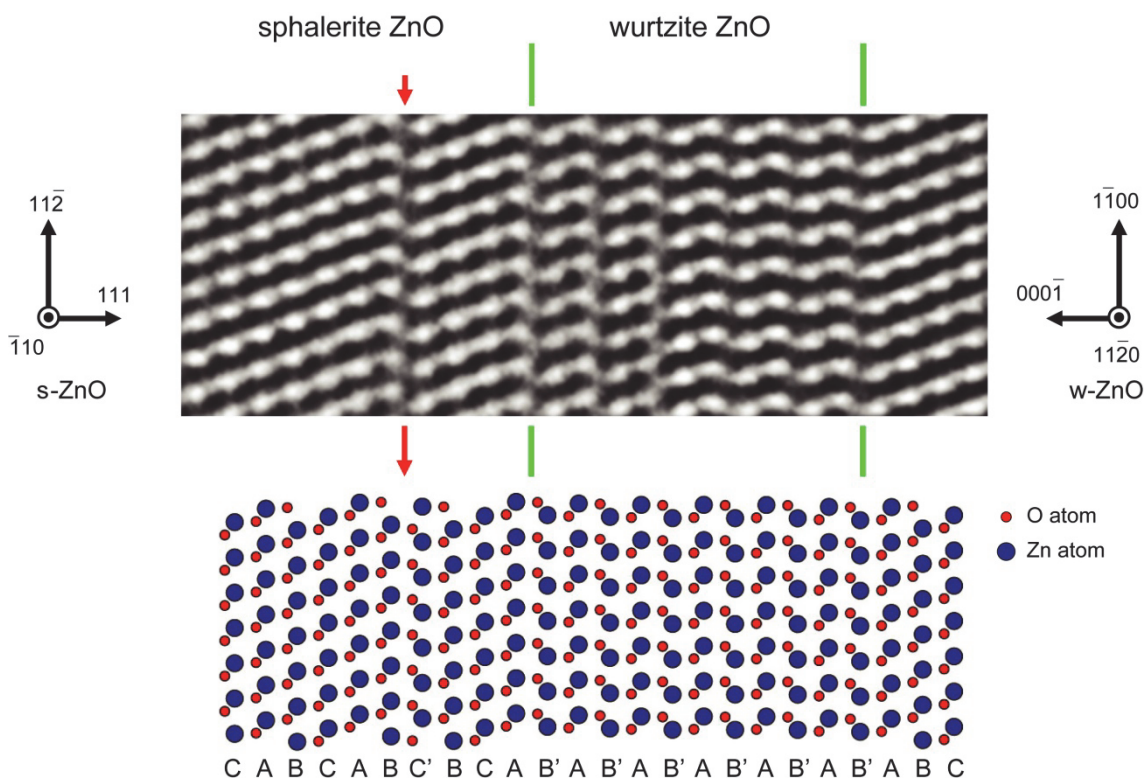 sphalerite ZnO
wurtzite ZnO
112̅
111
1̅10
s-ZnO
11̅00
0001̅
112̅0
w-ZnO
O atom
Zn atom
C A B C A B C' B C A B' A B' A B' A B' A B' A B' A B C